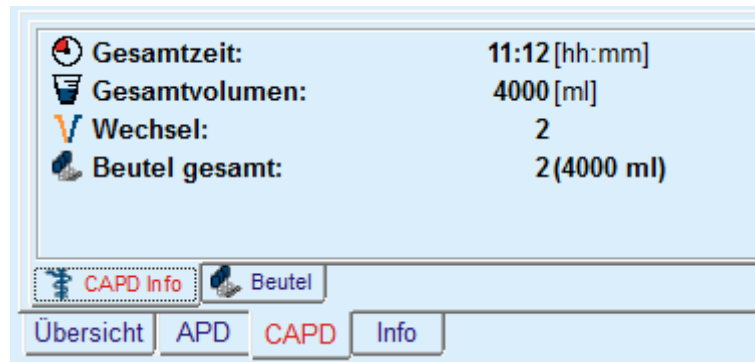 Gesamtzeit: 11:12 [hh:mm]
Gesamtvolumen: 4000 [ml]
Wechsel: 2
Beutel gesamt: 2 (4000 ml)
CAPD Info Beutel
Übersicht APD CAPD Info